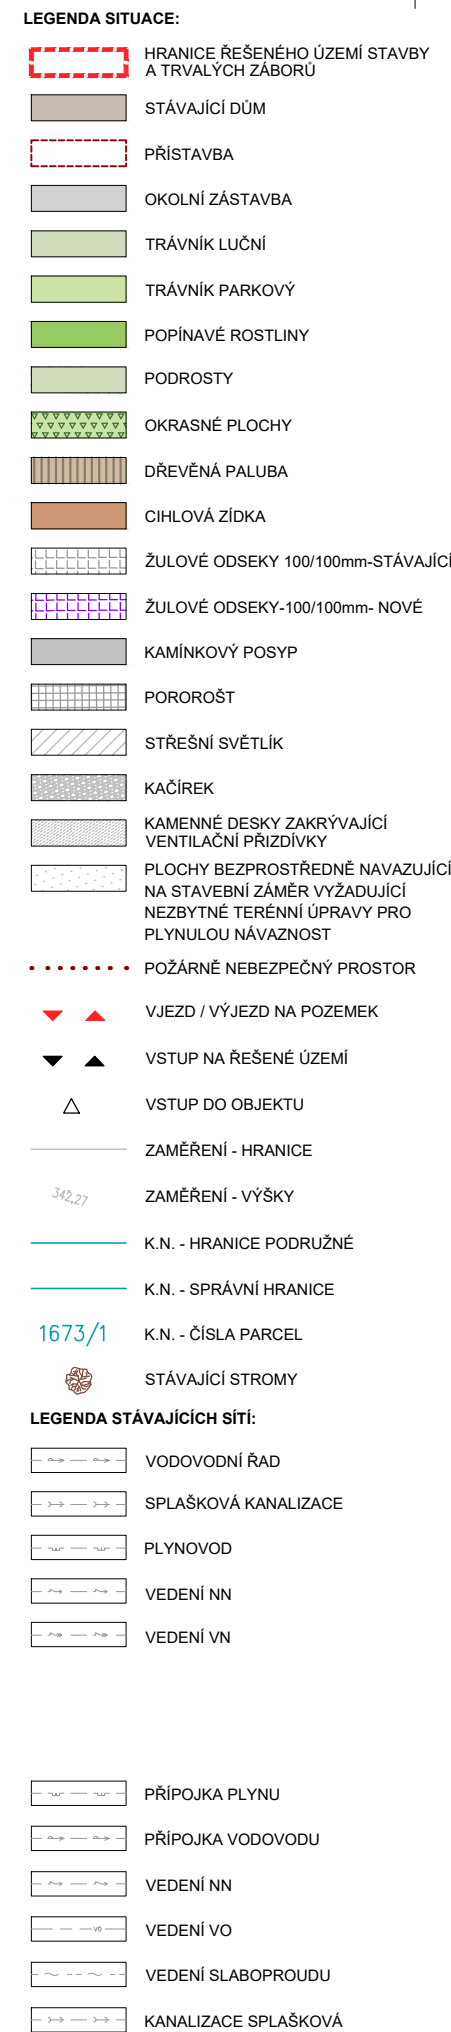 LEGENDA SITUACE:
HRANICE ŘEŠENÉHO ÚZEMÍ STAVBY
A TRVALÝCH ZÁBORŮ
STÁVAJÍCÍ DŮM
PŘÍSTAVBA
OKOLNÍ ZÁSTAVBA
TRÁVNÍK LUČNÍ
TRÁVNÍK PARKOVÝ
POPÍNAVÉ ROSTLINY
PODROSTY
OKRASNÉ PLOCHY
DŘEVĚNÁ PALUBA
CIHLOVÁ ZÍDKA
ŽULOVÉ ODSEKY 100/100mm-STÁVAJÍCÍ
ŽULOVÉ ODSEKY-100/100mm- NOVÉ
KAMÍNKOVÝ POSYP
POROROŠT
STŘEŠNÍ SVĚTLÍK
KAČÍREK
KAMENNÉ DESKY ZAKRÝVAJÍCÍ
VENTILAČNÍ PŘIZDÍVKY
PLOCHY BEZPROSTŘEDNĚ NAVAZUJÍCÍ
NA STAVEBNÍ ZÁMĚR VYŽADUJÍCÍ
NEZBYTNÉ TERÉNNÍ ÚPRAVY PRO
PLYNULOU NÁVAZNOST
POŽÁRNĚ NEBEZPEČNÝ PROSTOR
VJEZD / VÝJEZD NA POZEMEK
VSTUP NA ŘEŠENÉ ÚZEMÍ
VSTUP DO OBJEKTU
ZAMĚŘENÍ - HRANICE
342.27 ZAMĚŘENÍ - VÝŠKY
K.N. - HRANICE PODRUŽNÉ
K.N. - SPRÁVNÍ HRANICE
1673/1 K.N. - ČÍSLA PARCEL
STÁVAJÍCÍ STROMY
LEGENDA STÁVAJÍCÍCH SÍTÍ:
VODOVODNÍ ŘAD
SPLAŠKOVÁ KANALIZACE
PLYNOVOD
VEDENÍ NN
VEDENÍ VN
PŘÍPOJKA PLYNU
PŘÍPOJKA VODOVODU
VEDENÍ NN
VO VEDENÍ VO
VEDENÍ SLABOPROUDU
KANALIZACE SPLAŠKOVÁ